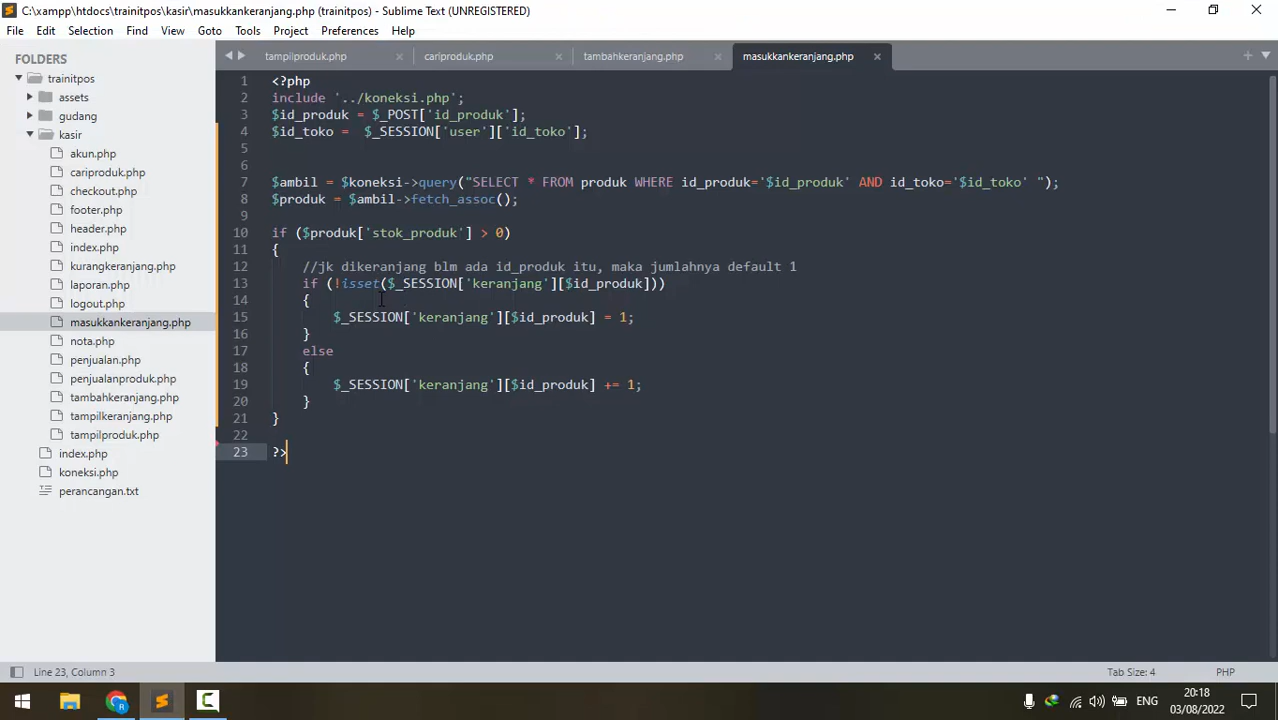 C:\xampp\htdocs\trainitpos\kasir\masukkankeranjang.php (trainitpos) - Sublime Text (UNREGISTERED)
File Edit Selection Find View Goto Tools Project Preferences Help
FOLDERS
trainitpos
assets
gudang
kasir
akun.php
cariproduk.php
checkout.php
footer.php
header.php
index.php
kurangkeranjang.php
laporan.php
logout.php
masukkankeranjang.php
nota.php
penjualan.php
penjualanproduk.php
tambahkeranjang.php
tampilkeranjang.php
tampilproduk.php
index.php
koneksi.php
perancangan.txt
tampilproduk.php cariproduk.php tambahkeranjang.php masukkankeranjang.php
1 <?php
2 include '../koneksi.php';
3 $id_produk = $_POST['id_produk'];
4 $id_toko =  $_SESSION['user']['id_toko'];
5
6
7 $ambil = $koneksi->query("SELECT * FROM produk WHERE id_produk='$id_produk' AND id_toko='$id_toko' ");
8 $produk = $ambil->fetch_assoc();
9
10 if ($produk['stok_produk'] > 0)
11 {
12     //jk dikeranjang blm ada id_produk itu, maka jumlahnya default 1
13     if (!isset($_SESSION['keranjang'][$id_produk]))
14     {
15         $_SESSION['keranjang'][$id_produk] = 1;
16     }
17     else
18     {
19         $_SESSION['keranjang'][$id_produk] += 1;
20     }
21 }
22
23 ?>
Line 23, Column 3 Tab Size: 4 PHP
ENG 20:18
03/08/2022